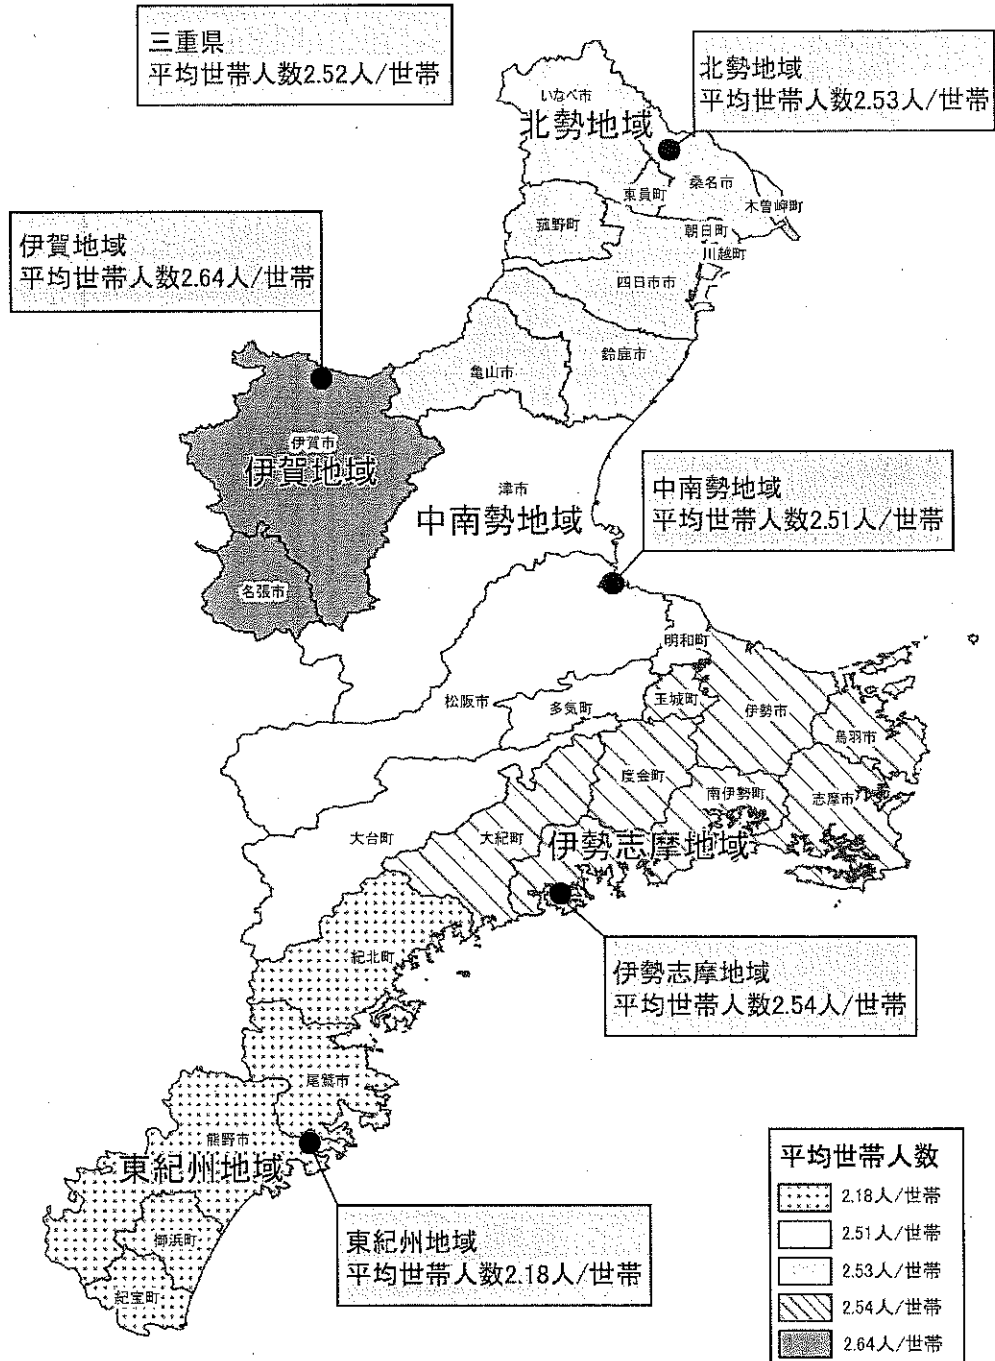 三重県
平均世帯人数2.52人/世帯
北勢地域
平均世帯人数2.53人/世帯
いなべ市
北勢地域
東員町
桑名市
木曽岬町
菰野町
朝日町
川越町
四日市市
伊賀地域
平均世帯人数2.64人/世帯
鈴鹿市
亀山市
伊賀市
伊賀地域
中南勢地域
平均世帯人数2.51人/世帯
津市
中南勢地域
名張市
明和町
松阪市
多気町
玉城町
伊勢市
鳥羽市
度会町
南伊勢町
志摩市
大台町
大紀町
伊勢志摩地域
紀北町
伊勢志摩地域
平均世帯人数2.54人/世帯
尾鷲市
熊野市
東紀州地域
御浜町
紀宝町
東紀州地域
平均世帯人数2.18人/世帯
平均世帯人数
2.18人/世帯
2.51人/世帯
2.53人/世帯
2.54人/世帯
2.64人/世帯